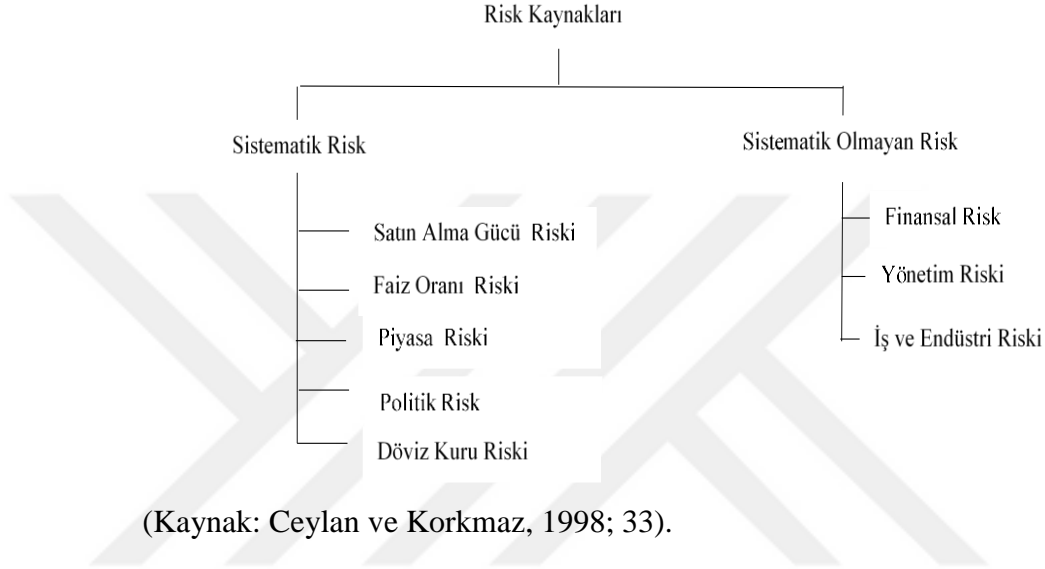 Risk Kaynakları
Sistematik Risk
Satın Alma Gücü Riski
Faiz Oranı Riski
Piyasa Riski
Politik Risk
Döviz Kuru Riski
Sistematik Olmayan Risk
Finansal Risk
Yönetim Riski
İş ve Endüstri Riski
(Kaynak: Ceylan ve Korkmaz, 1998; 33).